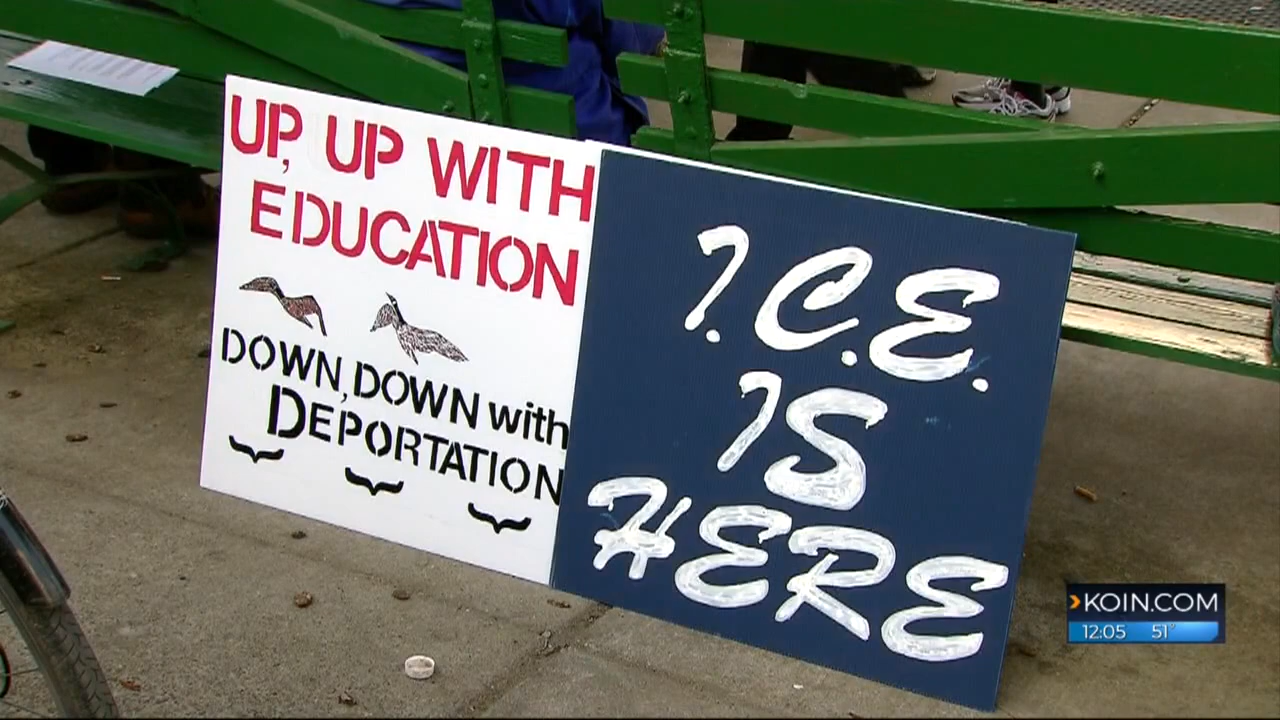 UP, UP WITH
EDUCATION
DOWN, DOWN with
DEPORTATION
I.C.E.
IS
HERE
KOIN.COM
12:05 51°